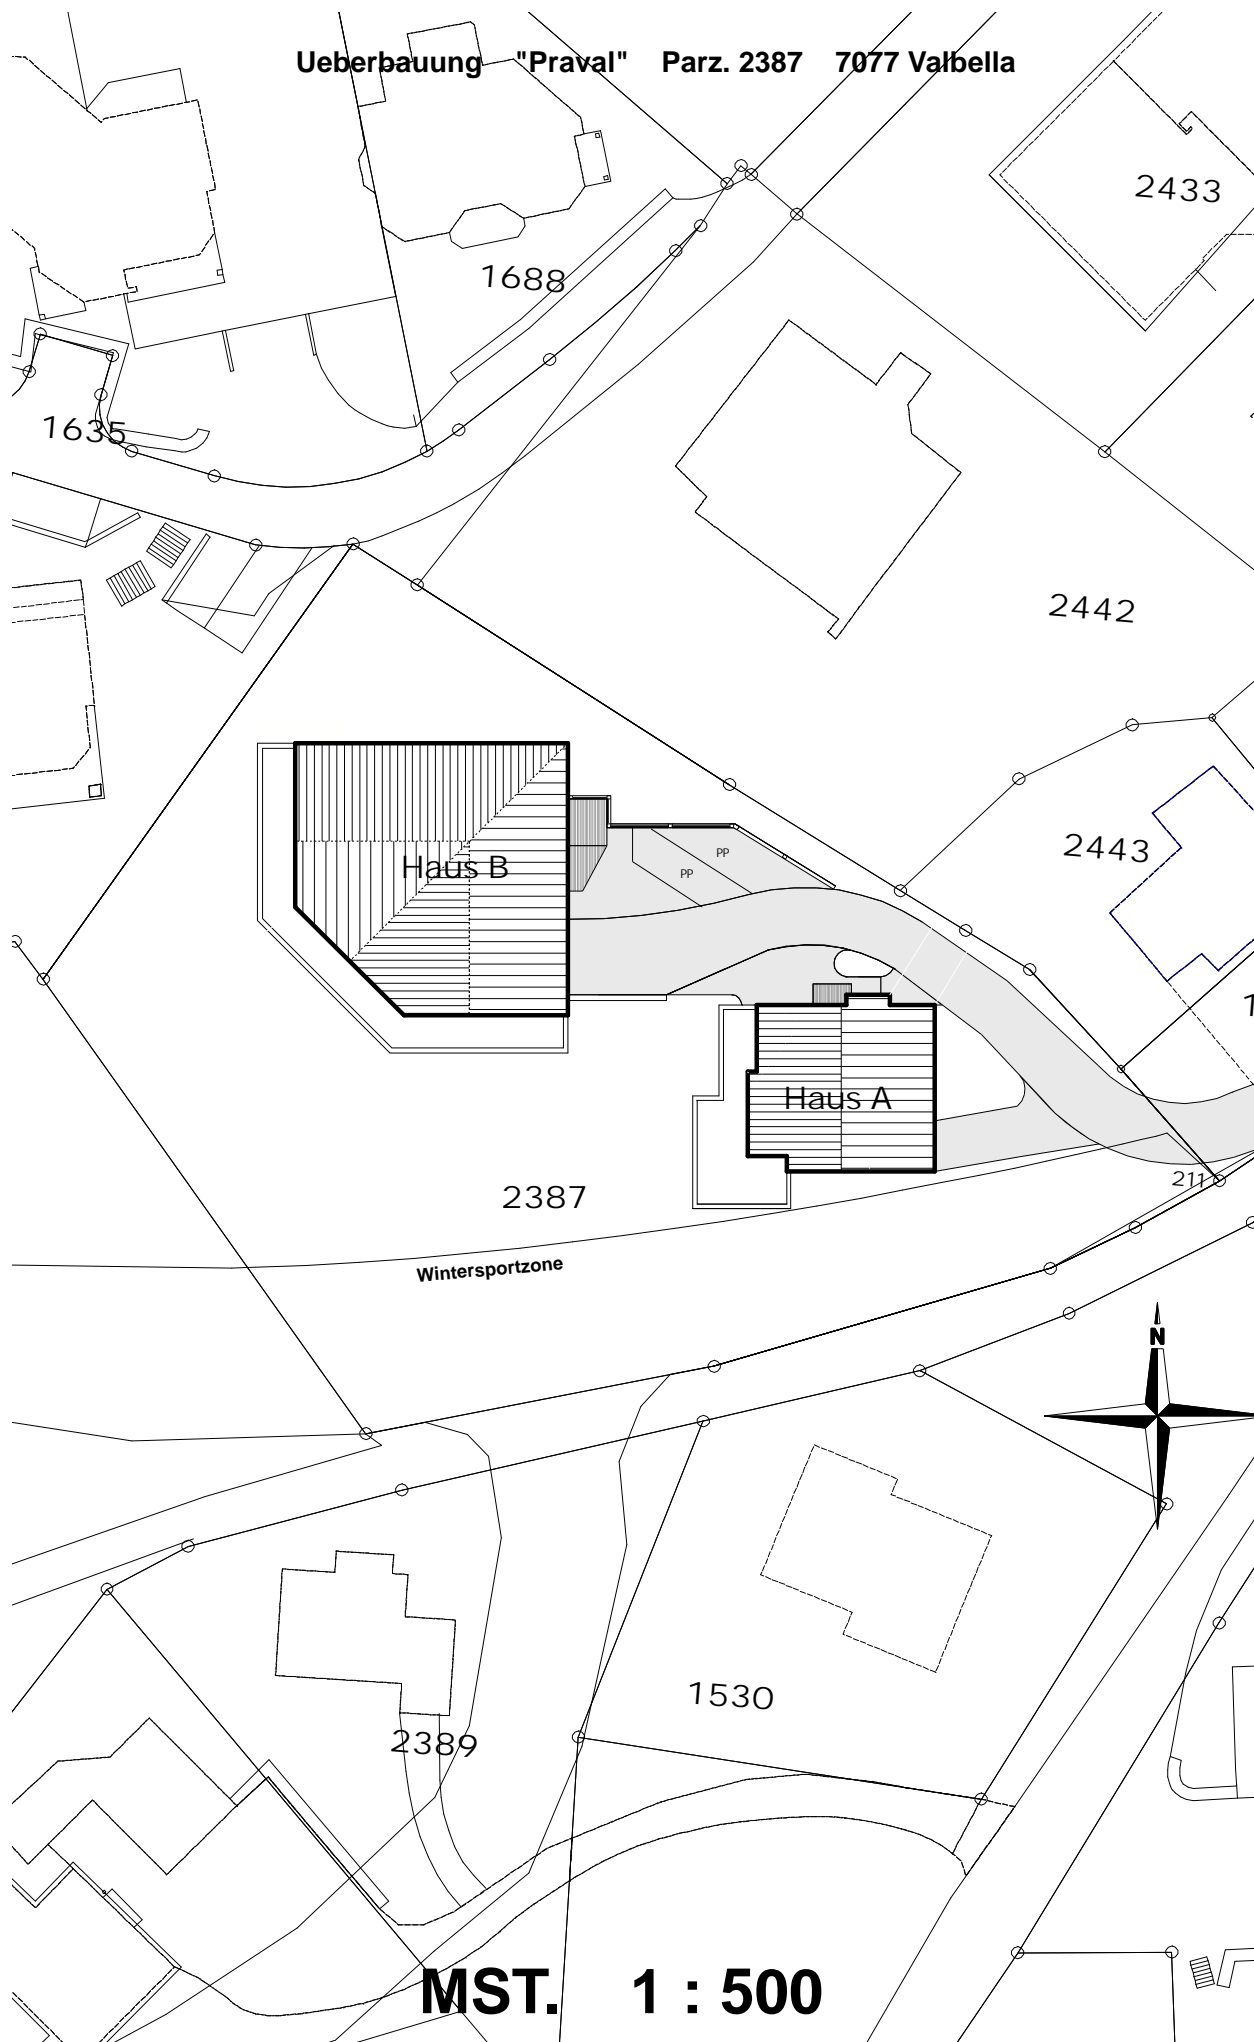 Ueberbauung "Praval" Parz. 2387 7077 Valbella
2433
1688
1635
2442
2443
Haus B
PP
PP
Haus A
211
2387
Wintersportzone
N
1530
2389
MST. 1 : 500